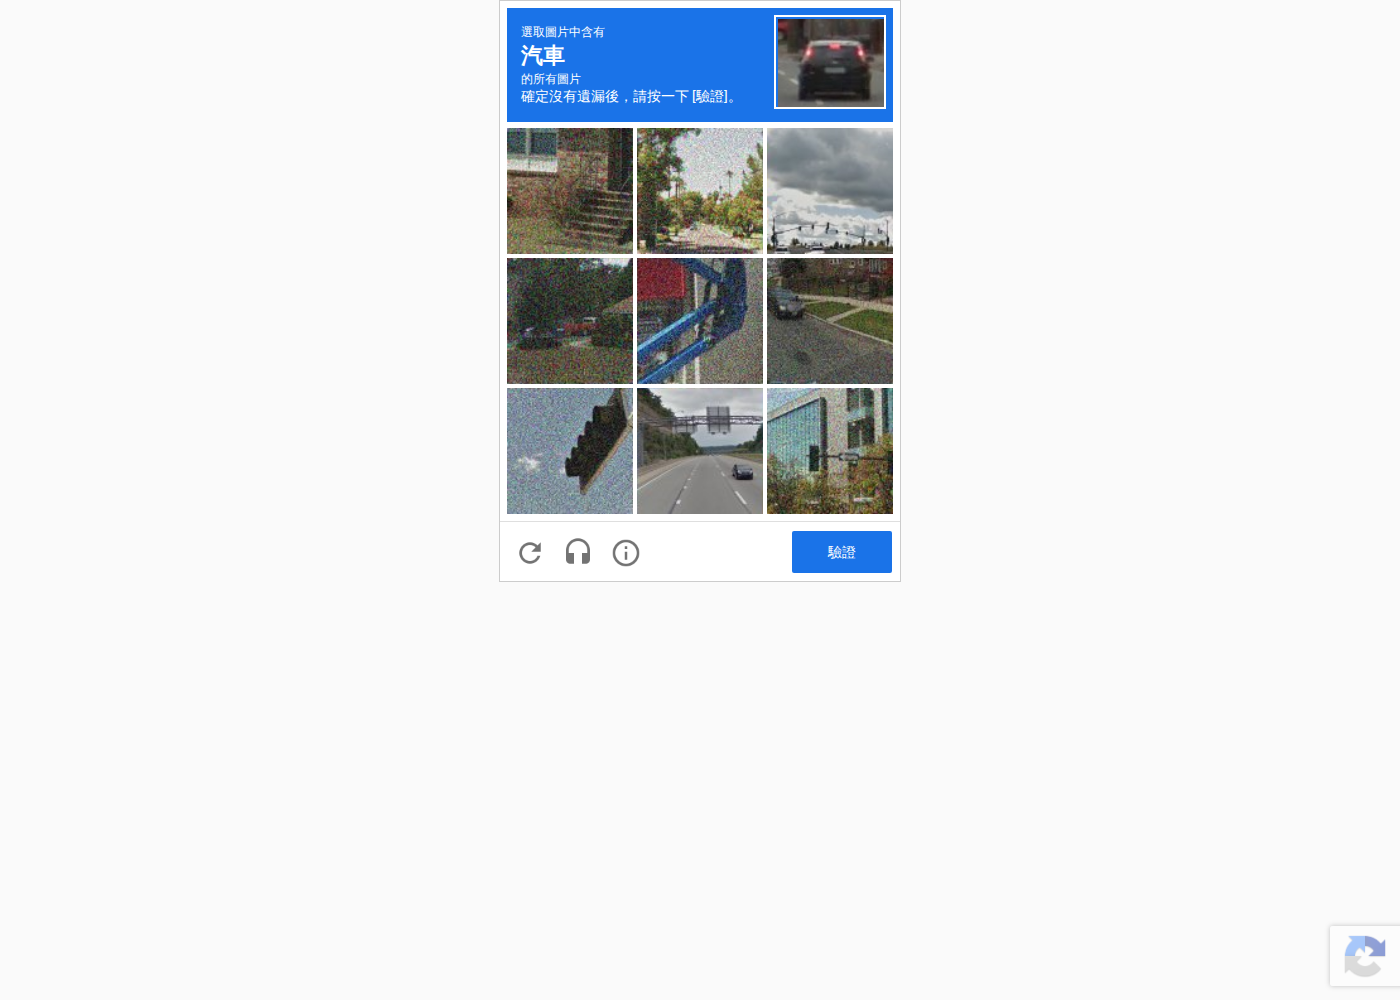 選取圖片中含有
汽車
的所有圖片
確定沒有遺漏後，請按一下 [驗證]。
驗證